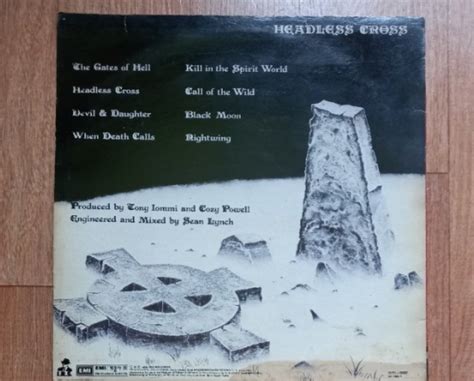 HEADLESS CROSS
The Gates of Hell
Headless Cross
Devil & Daughter
When Death Calls
Kill in the Spirit World
Call of the Wild
Black Moon
Nightwing
Produced by Tony Iommi and Cozy Powell
Engineered and Mixed by Sean Lynch
EMI